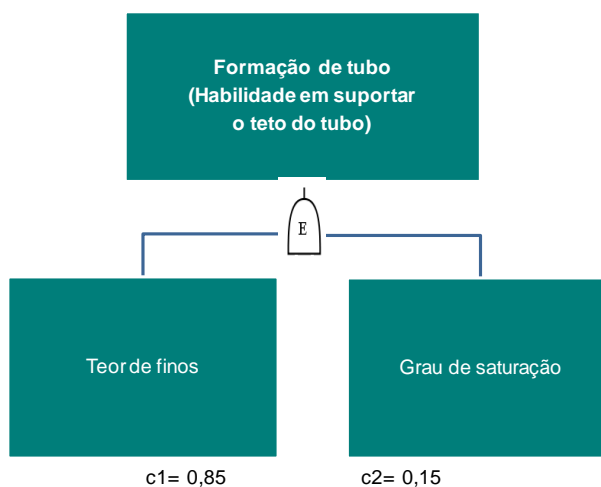 Formação de tubo
(Habilidade em suportar
o teto do tubo)
E
Teor de finos
Grau de saturação
c1= 0,85
c2= 0,15